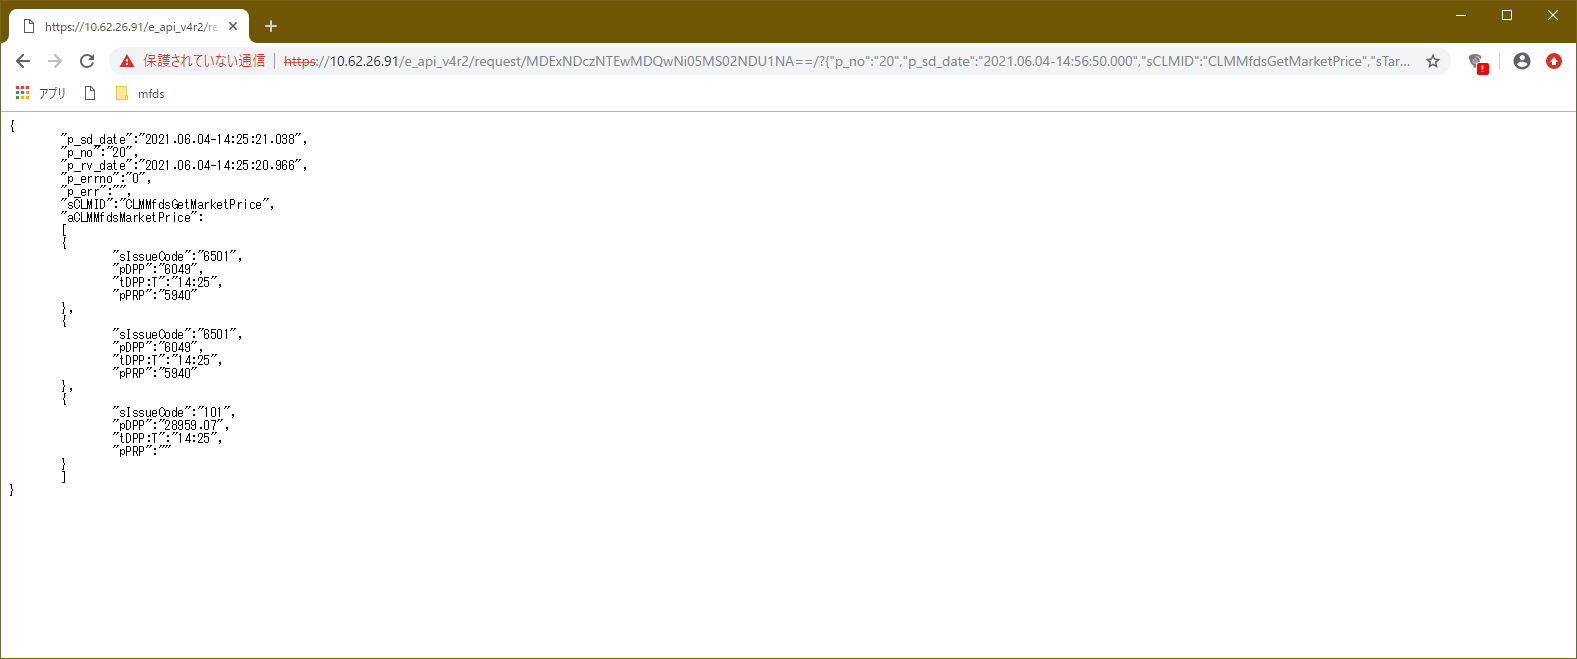 https://10.62.26.91/e_api_v4r2/re
保護されていない通信 | https://10.62.26.91/e_api_v4r2/request/MDExNDczNTEwMDQwNi05MS02NDU1NA==/?{"p_no":"20","p_sd_date":"2021.06.04-14:56:50.000","sCLMID":"CLMMfdsGetMarketPrice","sTar...
アプリ mfds
{
"p_sd_date":"2021.06.04-14:25:21.038",
"p_no":"20",
"p_rv_date":"2021.06.04-14:25:20.966",
"p_errno":"0",
"p_err":"",
"sCLMID":"CLMMfdsGetMarketPrice",
"aCLMMfdsMarketPrice":
[
{
"sIssueCode":"6501",
"pDPP":"6049",
"tDPP:T":"14:25",
"pPRP":"5940"
},
{
"sIssueCode":"6501",
"pDPP":"6049",
"tDPP:T":"14:25",
"pPRP":"5940"
},
{
"sIssueCode":"101",
"pDPP":"28959.07",
"tDPP:T":"14:25",
"pPRP":""
}
]
}